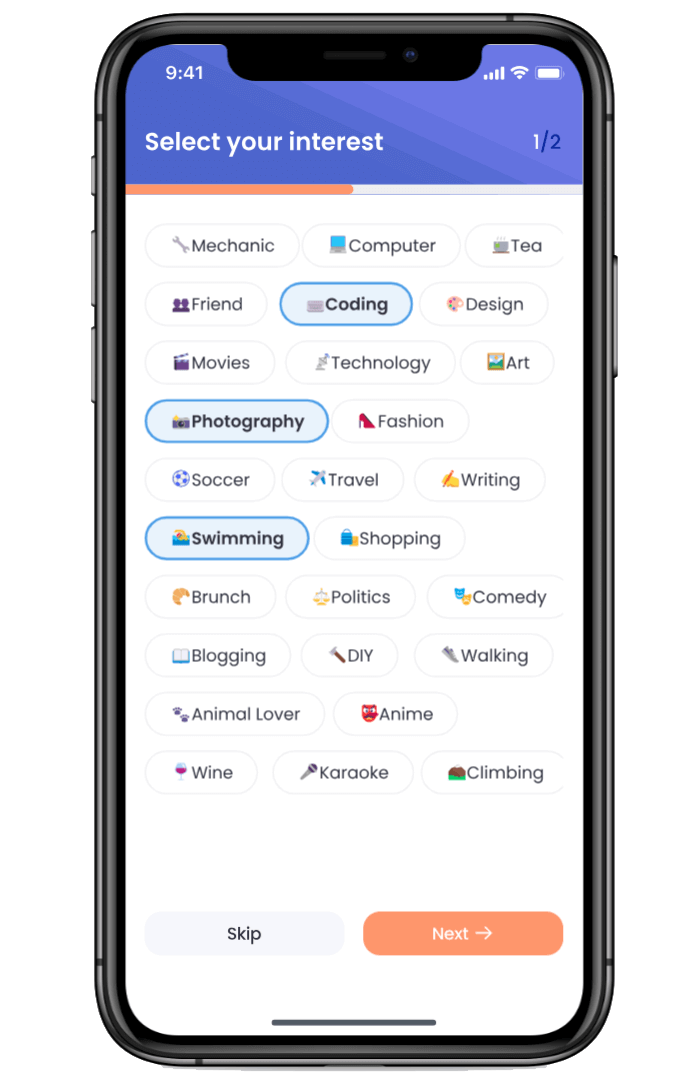 9:41
Select your interest 1/2
Mechanic Computer Tea
Friend Coding Design
Movies Technology Art
Photography Fashion
Soccer Travel Writing
Swimming Shopping
Brunch Politics Comedy
Blogging DIY Walking
Animal Lover Anime
Wine Karaoke Climbing
Skip Next →